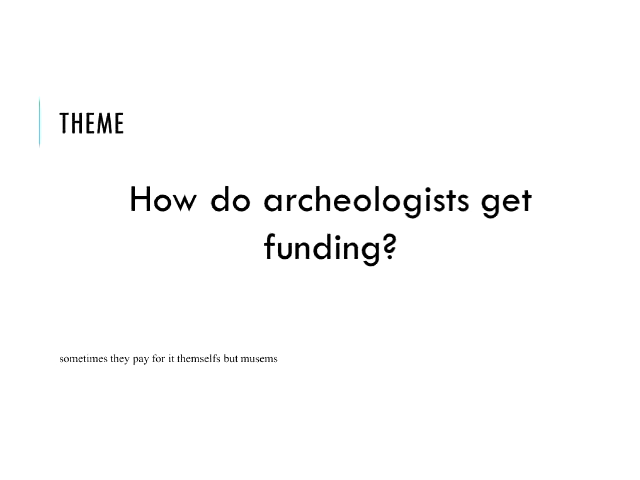 THEME
How do archeologists get
funding?
sometimes they pay for it themselfs but musems